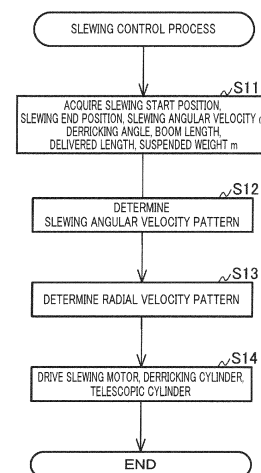 SLEWING CONTROL PROCESS
S11
ACQUIRE SLEWING START POSITION,
SLEWING END POSITION, SLEWING ANGULAR VELOCITY
DERRICKING ANGLE, BOOM LENGTH,
DELIVERED LENGTH, SUSPENDED WEIGHT m
S12
DETERMINE
SLEWING ANGULAR VELOCITY PATTERN
S13
DETERMINE RADIAL VELOCITY PATTERN
S14
DRIVE SLEWING MOTOR, DERRICKING CYLINDER,
TELESCOPIC CYLINDER
END